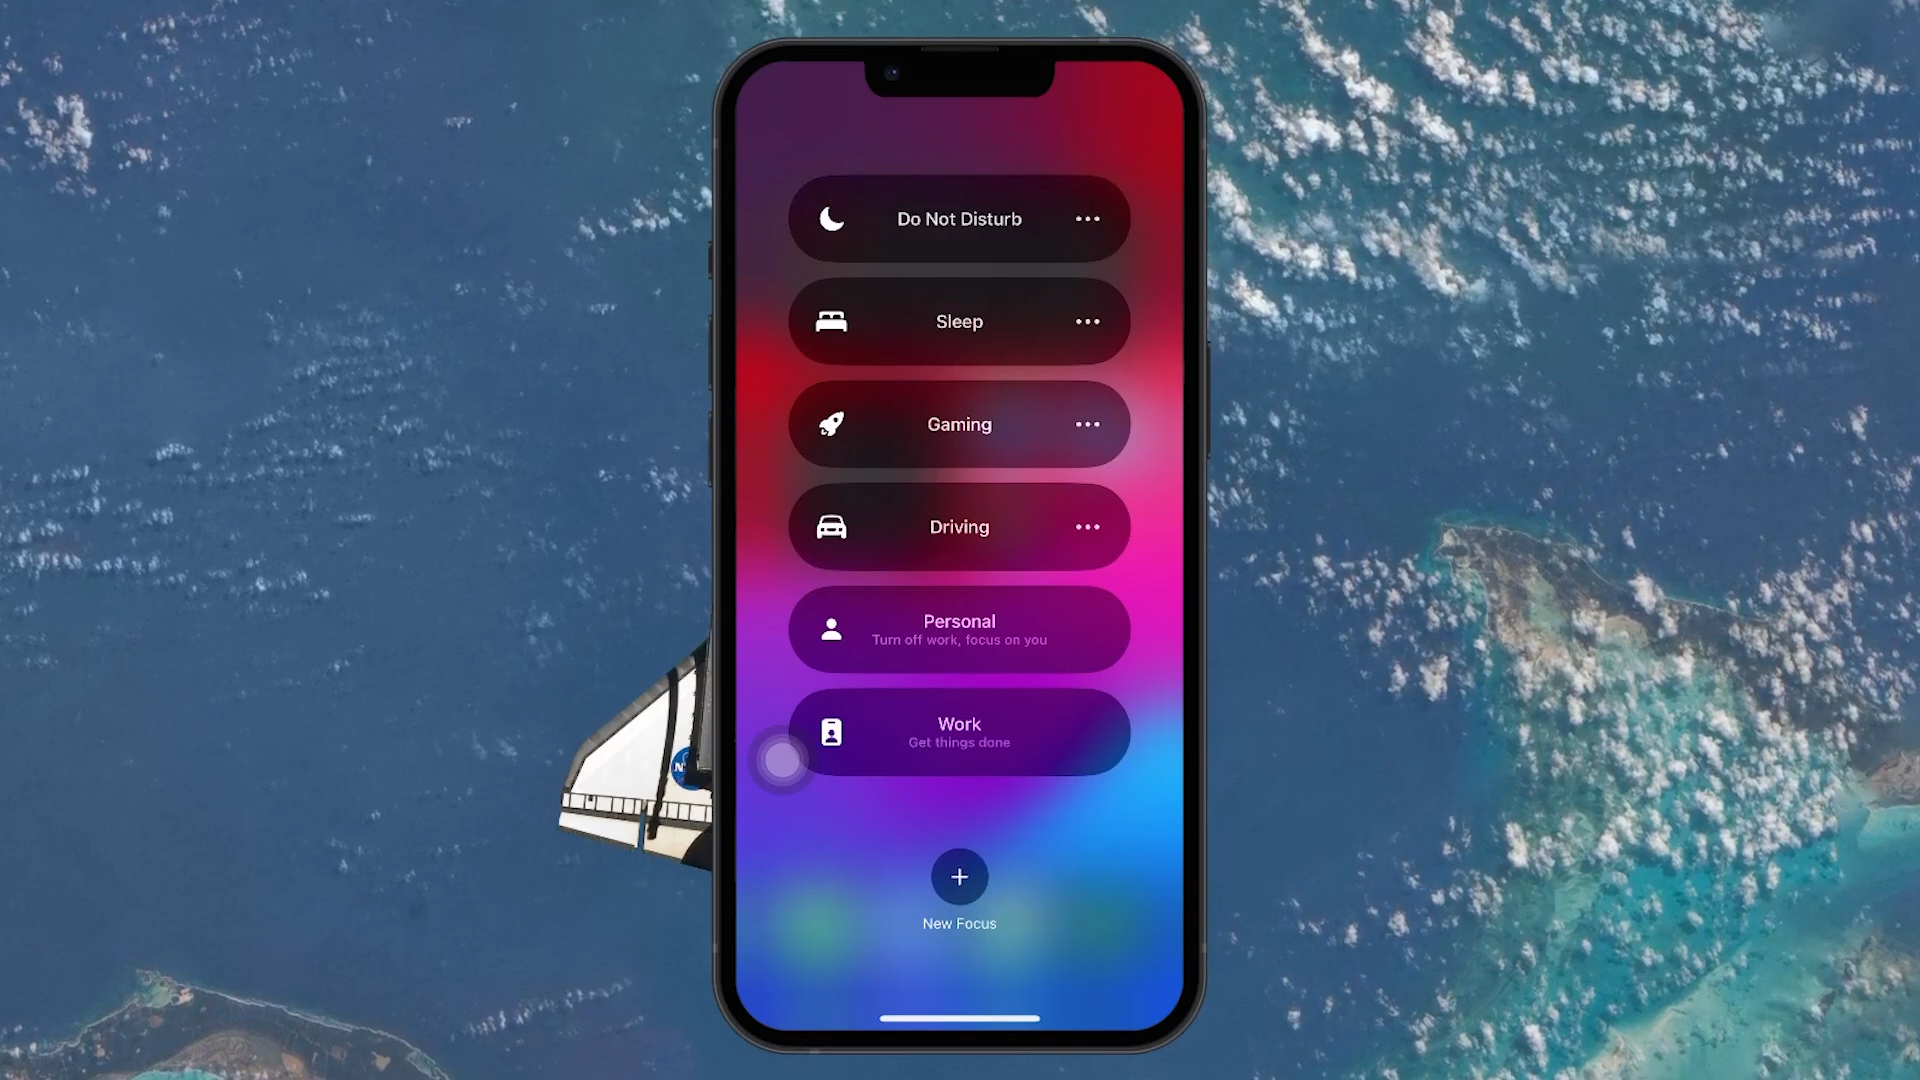 Do Not Disturb
Sleep
Gaming
Driving
Personal
Turn off work, focus on you
Work
Get things done
New Focus